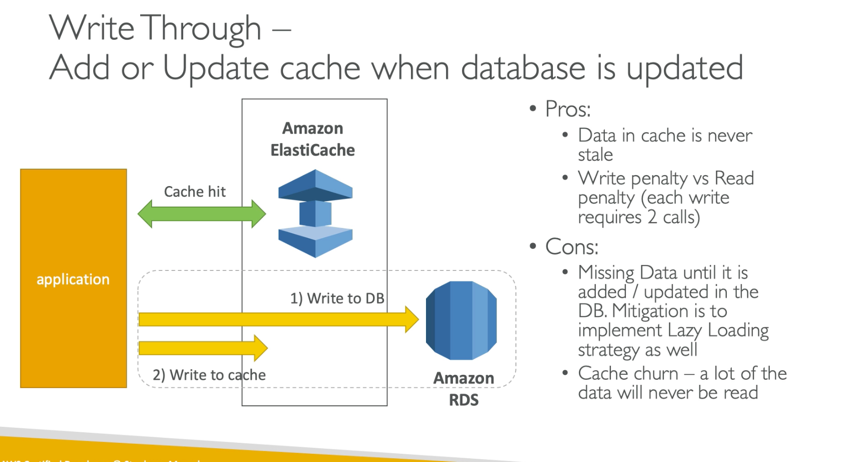 Write Through –
Add or Update cache when database is updated
Amazon
ElastiCache
Cache hit
application
1) Write to DB
2) Write to cache
Amazon
RDS
• Pros:
• Data in cache is never
stale
• Write penalty vs Read
penalty (each write
requires 2 calls)
• Cons:
• Missing Data until it is
added / updated in the
DB. Mitigation is to
implement Lazy Loading
strategy as well
• Cache churn – a lot of the
data will never be read